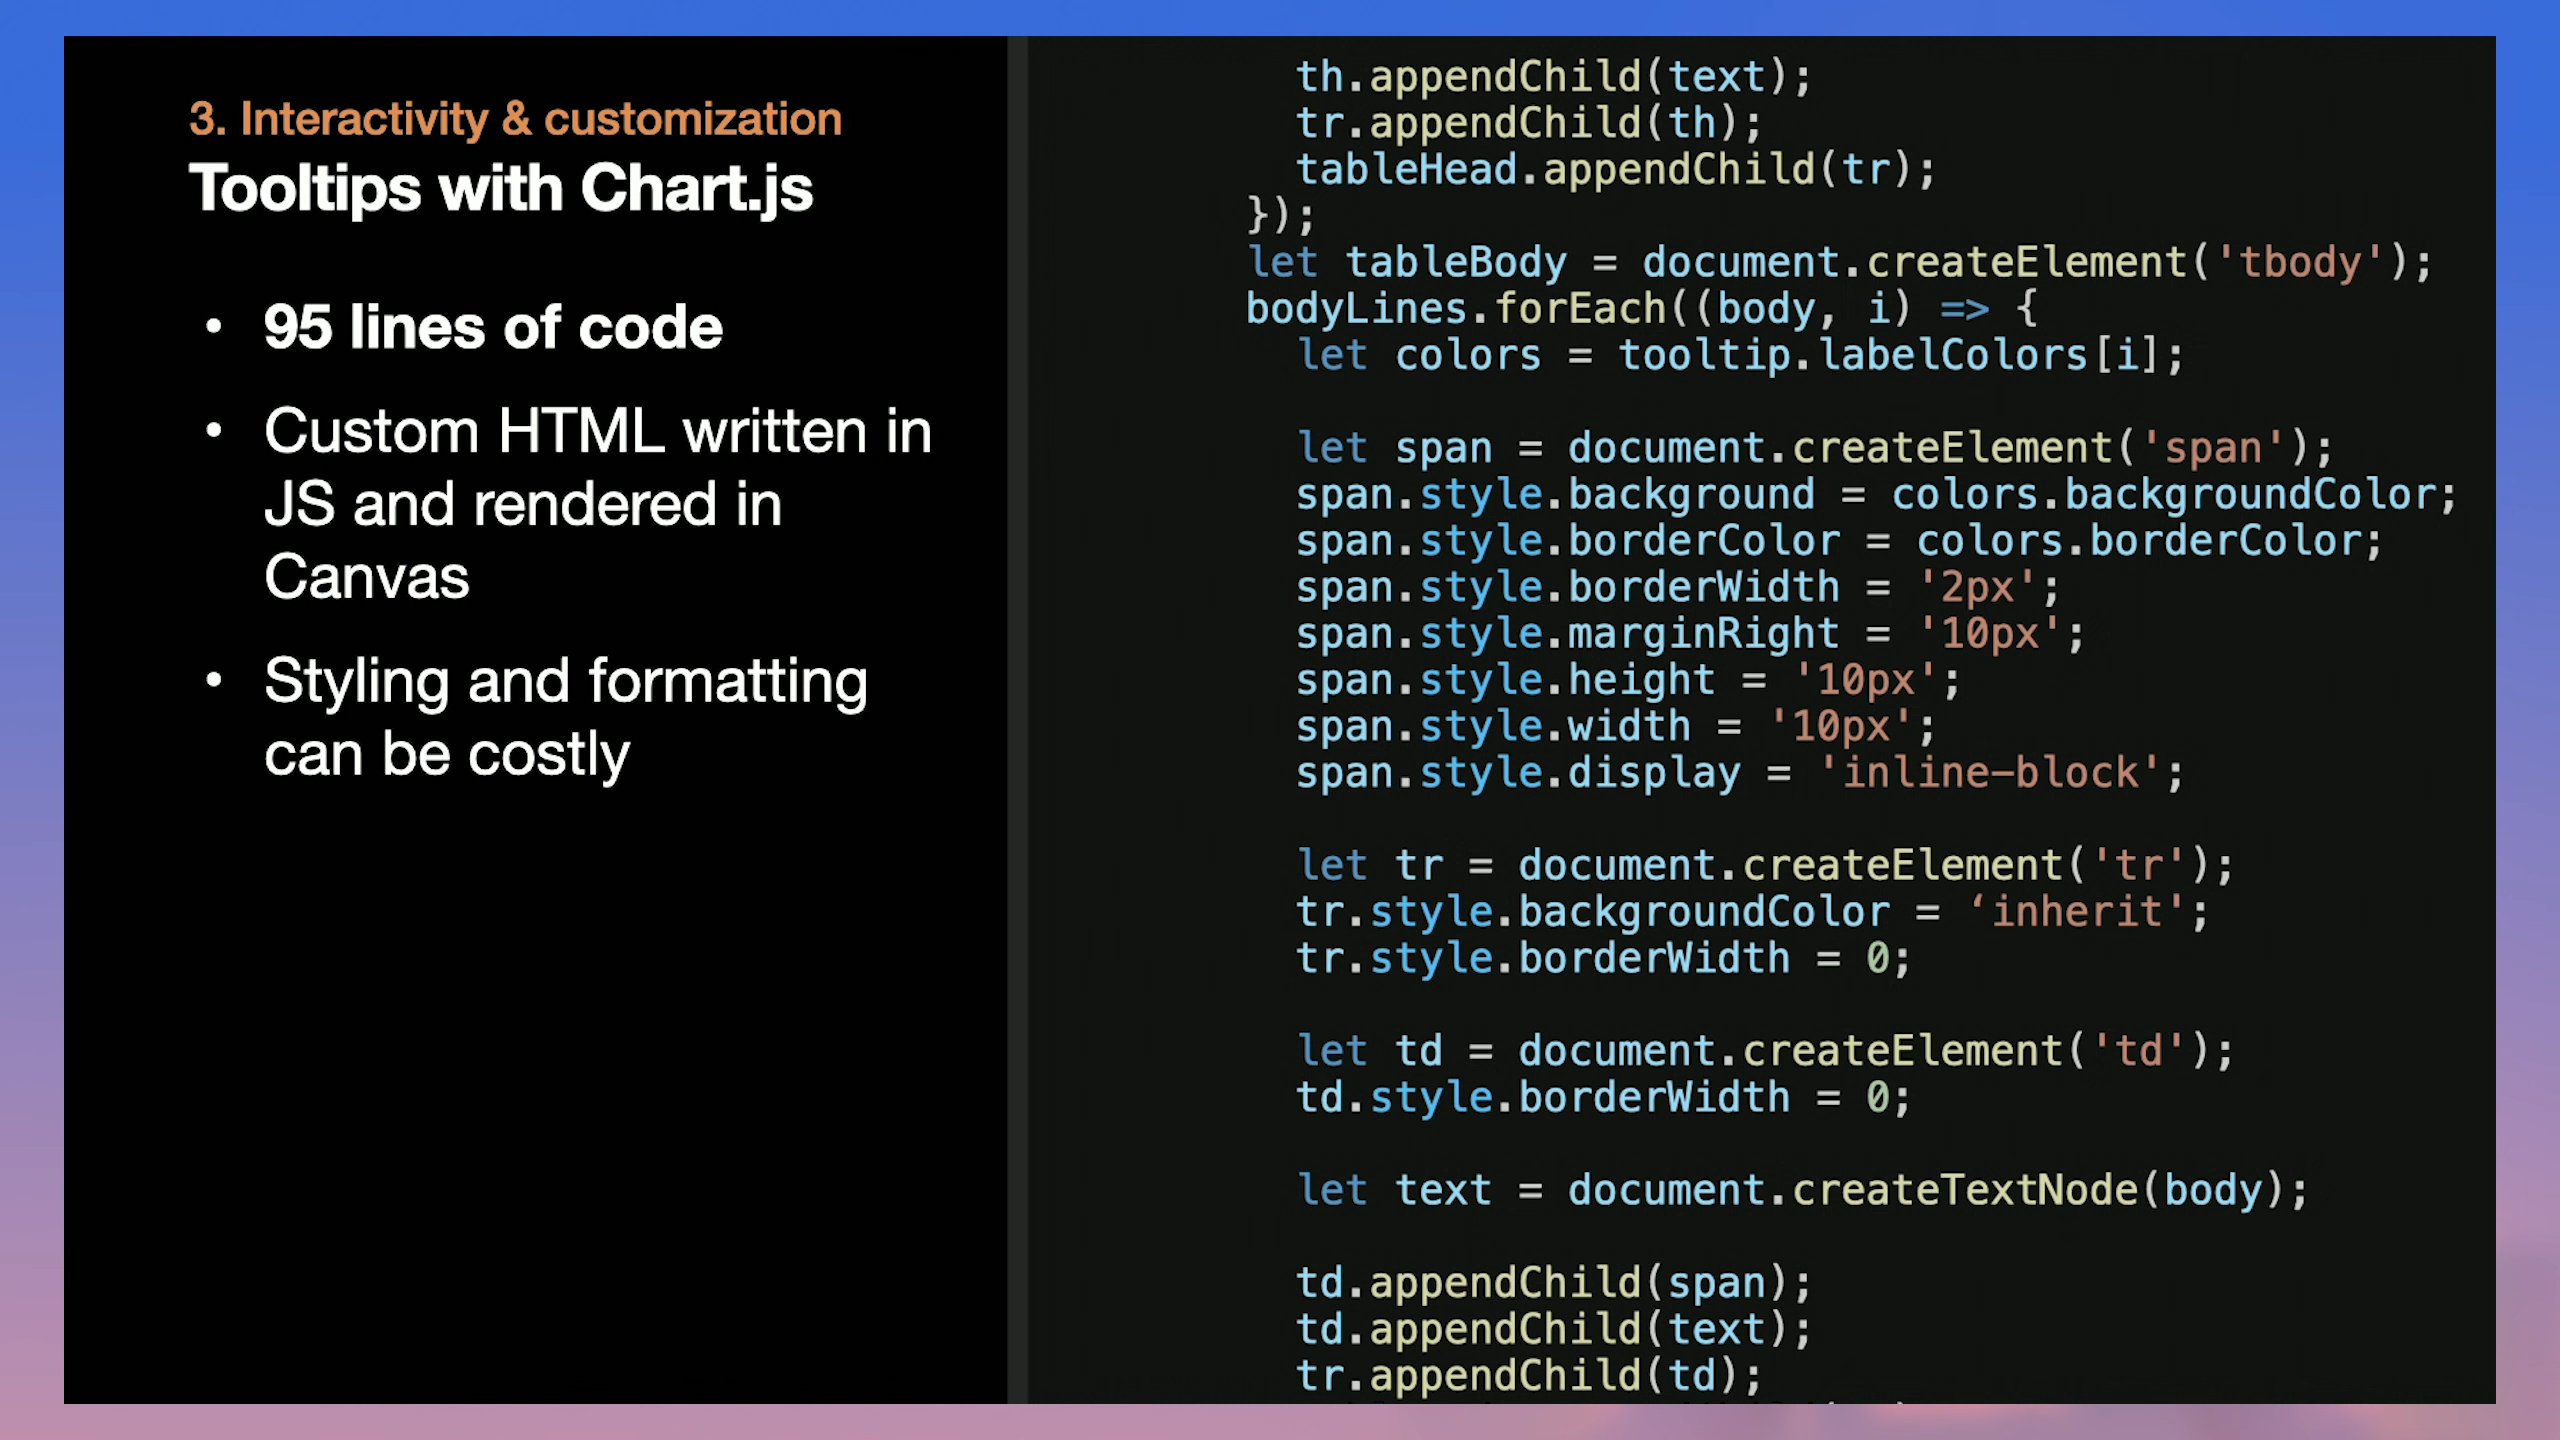 3. Interactivity & customization
Tooltips with Chart.js
• 95 lines of code
• Custom HTML written in
JS and rendered in
Canvas
• Styling and formatting
can be costly
th.appendChild(text);
tr.appendChild(th);
tableHead.appendChild(tr);
});
let tableBody = document.createElement('tbody');
bodyLines.forEach((body, i) => {
let colors = tooltip.labelColors[i];
let span = document.createElement('span');
span.style.background = colors.backgroundColor;
span.style.borderColor = colors.borderColor;
span.style.borderWidth = '2px';
span.style.marginRight = '10px';
span.style.height = '10px';
span.style.width = '10px';
span.style.display = 'inline-block';
let tr = document.createElement('tr');
tr.style.backgroundColor = ‘inherit';
tr.style.borderWidth = 0;
let td = document.createElement('td');
td.style.borderWidth = 0;
let text = document.createTextNode(body);
td.appendChild(span);
td.appendChild(text);
tr.appendChild(td);